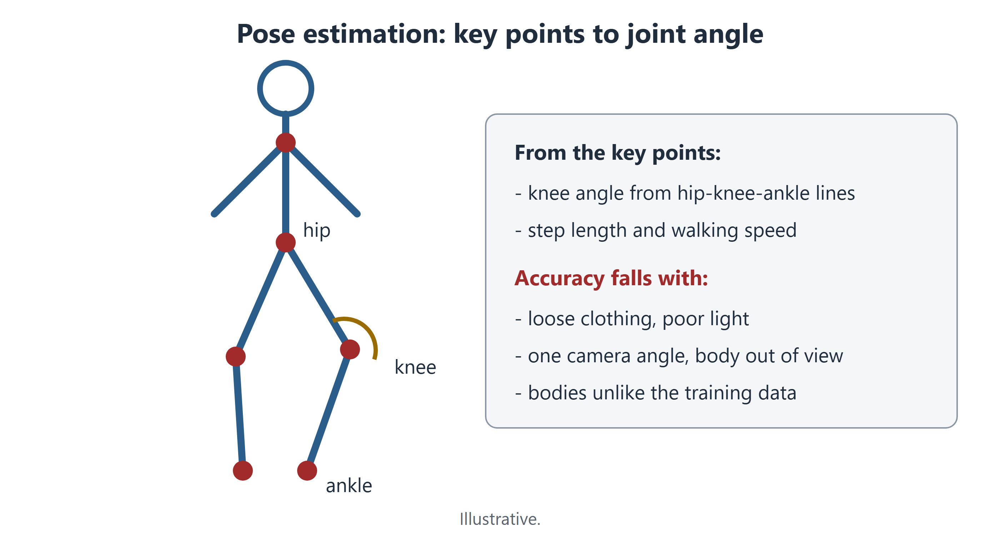 Pose estimation: key points to joint angle
hip
knee
ankle
From the key points:
- knee angle from hip-knee-ankle lines
- step length and walking speed
Accuracy falls with:
- loose clothing, poor light
- one camera angle, body out of view
- bodies unlike the training data
Illustrative.